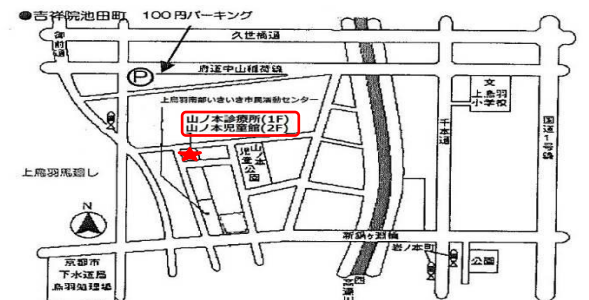 ●吉祥院池田町 100円パーキング
久世橋通
御前通
府道中山稲荷線
P
文
上鳥羽
小学校
上鳥羽南部いきいき市民活動センター
山ノ本診療所(1F)
山ノ本児童館(2F)
山ノ本
児童
公園
千本通
国道1号線
上鳥羽馬廻し
N
新鍋ヶ淵橋
岩ノ本町
公園
京都市
下水道局
鳥羽処理場